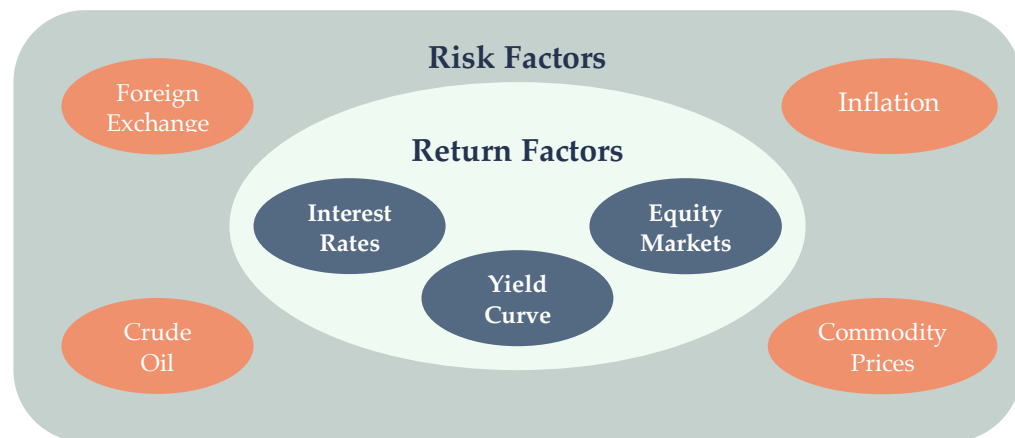 Risk Factors
Foreign
Exchange
Inflation
Return Factors
Interest
Rates
Equity
Markets
Yield
Curve
Crude
Oil
Commodity
Prices